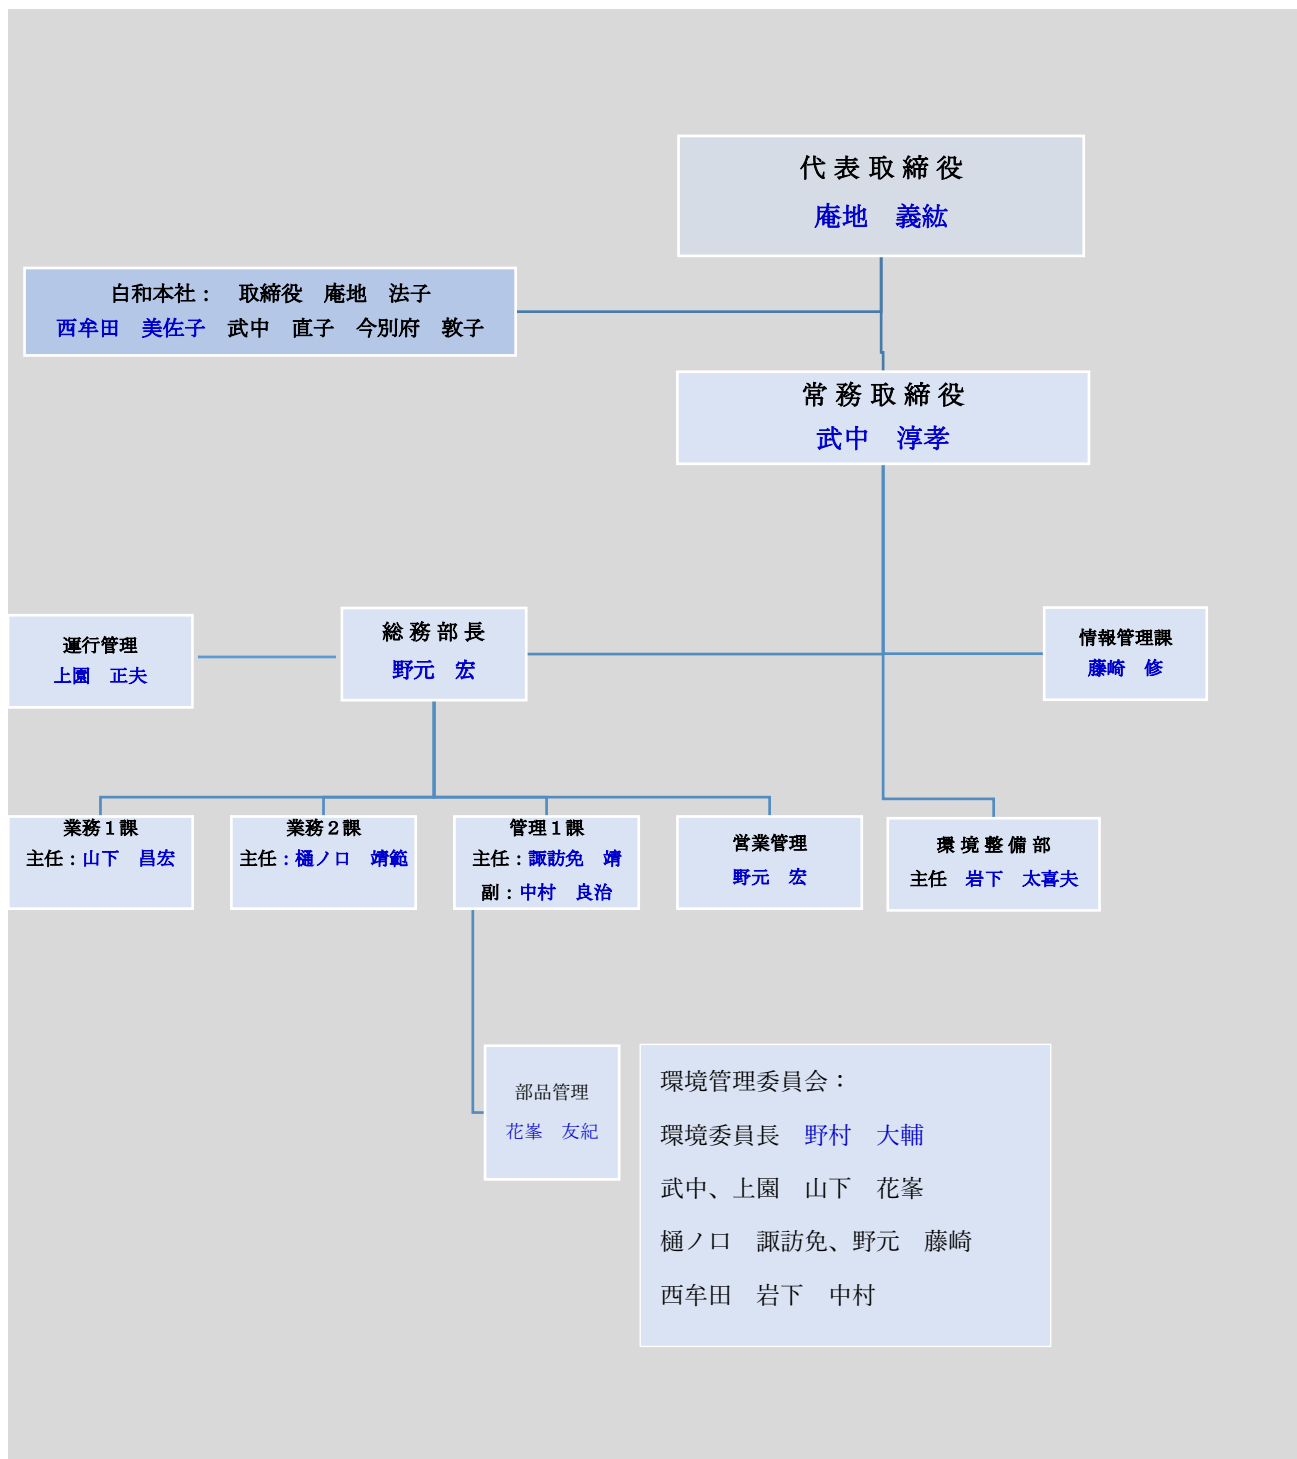 代表取締役
庵地　義紘
白和本社：　取締役　庵地　法子
西牟田　美佐子　武中　直子　今別府　敦子
常務取締役
武中　淳孝
運行管理
上園　正夫
総務部長
野元　宏
情報管理課
藤崎　修
業務１課
主任：山下　昌宏
業務２課
主任：樋ノ口　靖範
管理１課
主任：諏訪免　靖
副：中村　良治
営業管理
野元　宏
環境整備部
主任　岩下　太喜夫
部品管理
花峯　友紀
環境管理委員会：
環境委員長　野村　大輔
武中、上園　山下　花峯
樋ノ口　諏訪免、野元　藤崎
西牟田　岩下　中村